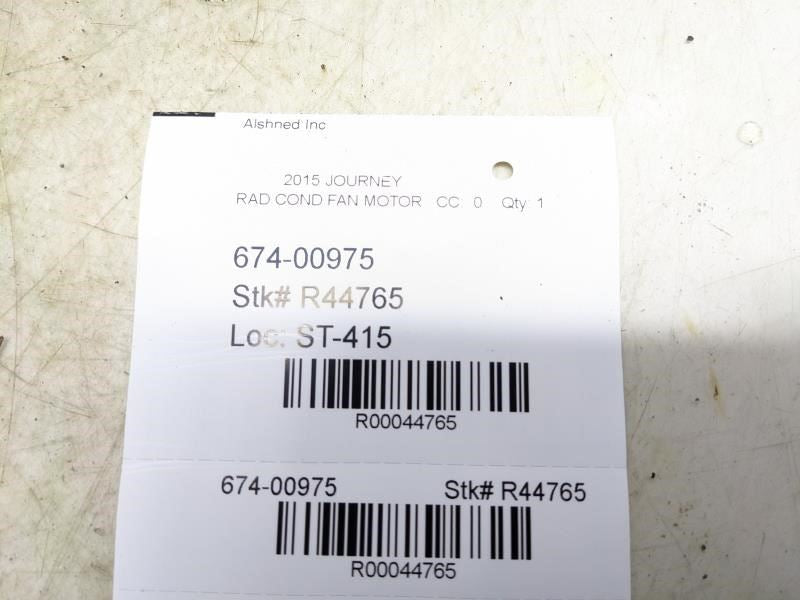 Alshned Inc
2015 JOURNEY
RAD COND FAN MOTOR CC: 0 Qty: 1
674-00975
Stk# R44765
Loc: ST-415
R00044765
674-00975 Stk# R44765
R00044765